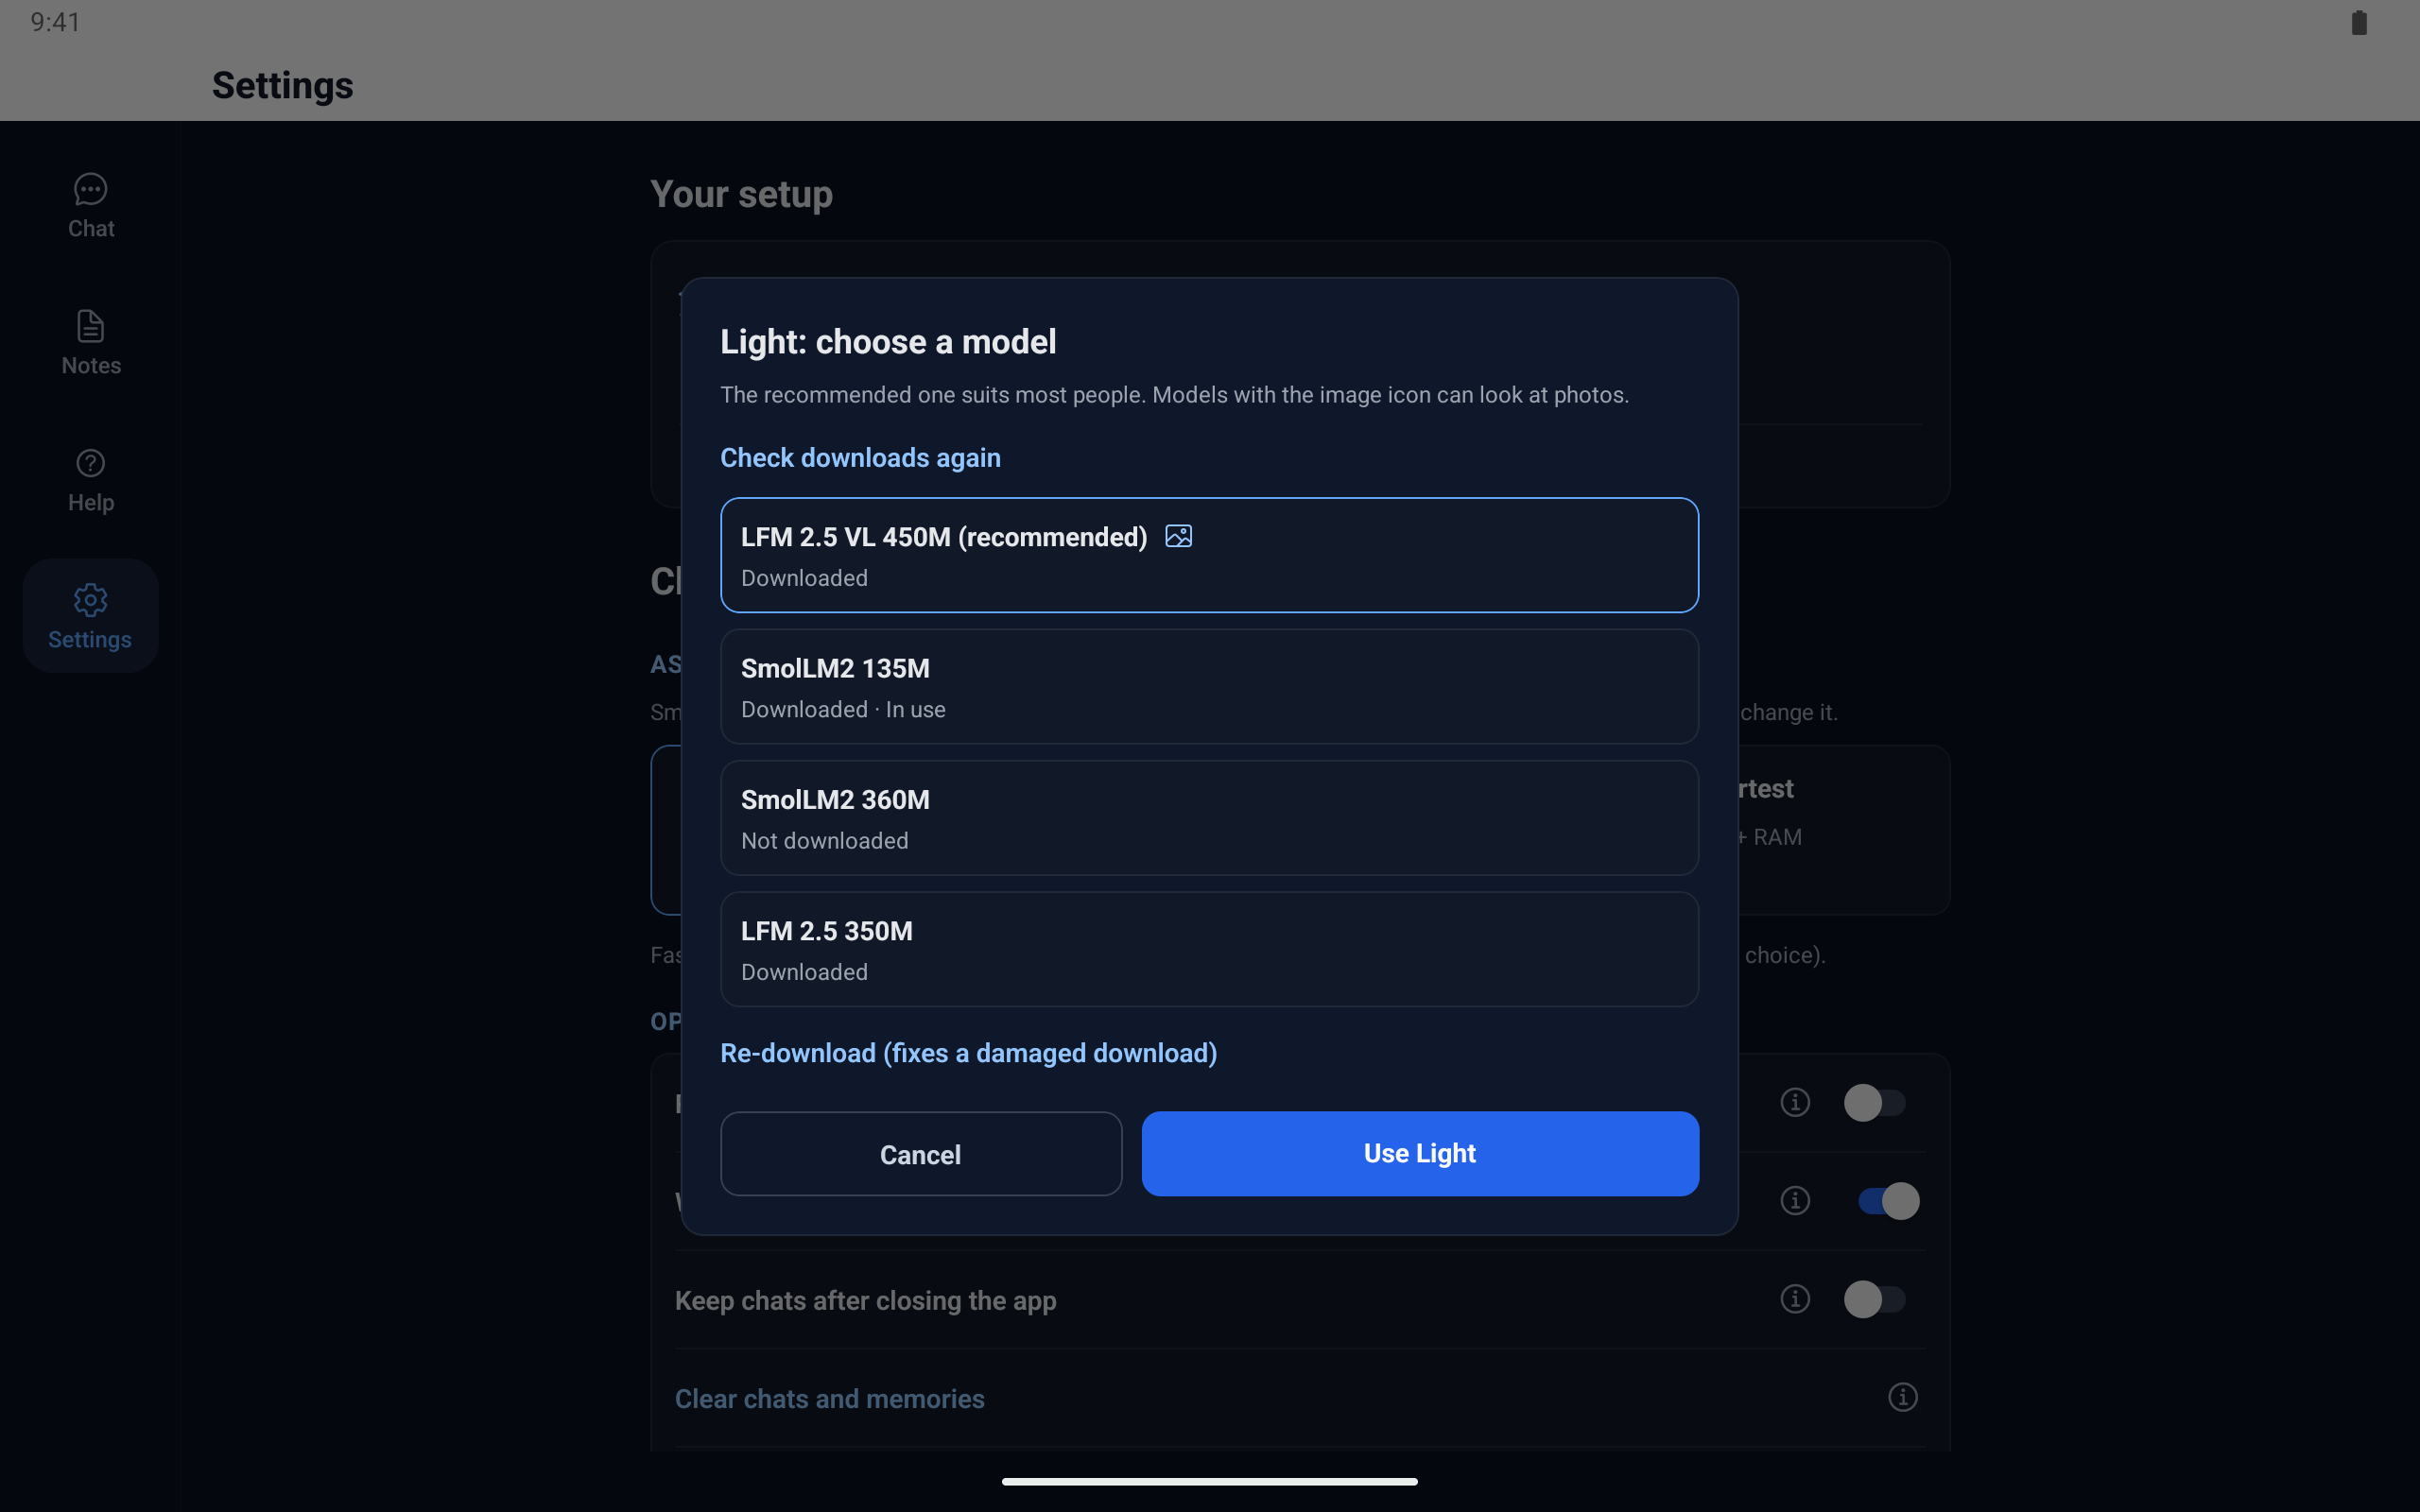 9:41
Settings
Chat
Notes
Help
Settings
Your setup
Light: choose a model
The recommended one suits most people. Models with the image icon can look at photos.
Check downloads again
LFM 2.5 VL 450M (recommended)
Downloaded
SmolLM2 135M
Downloaded · In use
SmolLM2 360M
Not downloaded
LFM 2.5 350M
Downloaded
Re-download (fixes a damaged download)
Cancel
Use Light
change it.
rtest
+ RAM
choice).
Keep chats after closing the app
Clear chats and memories